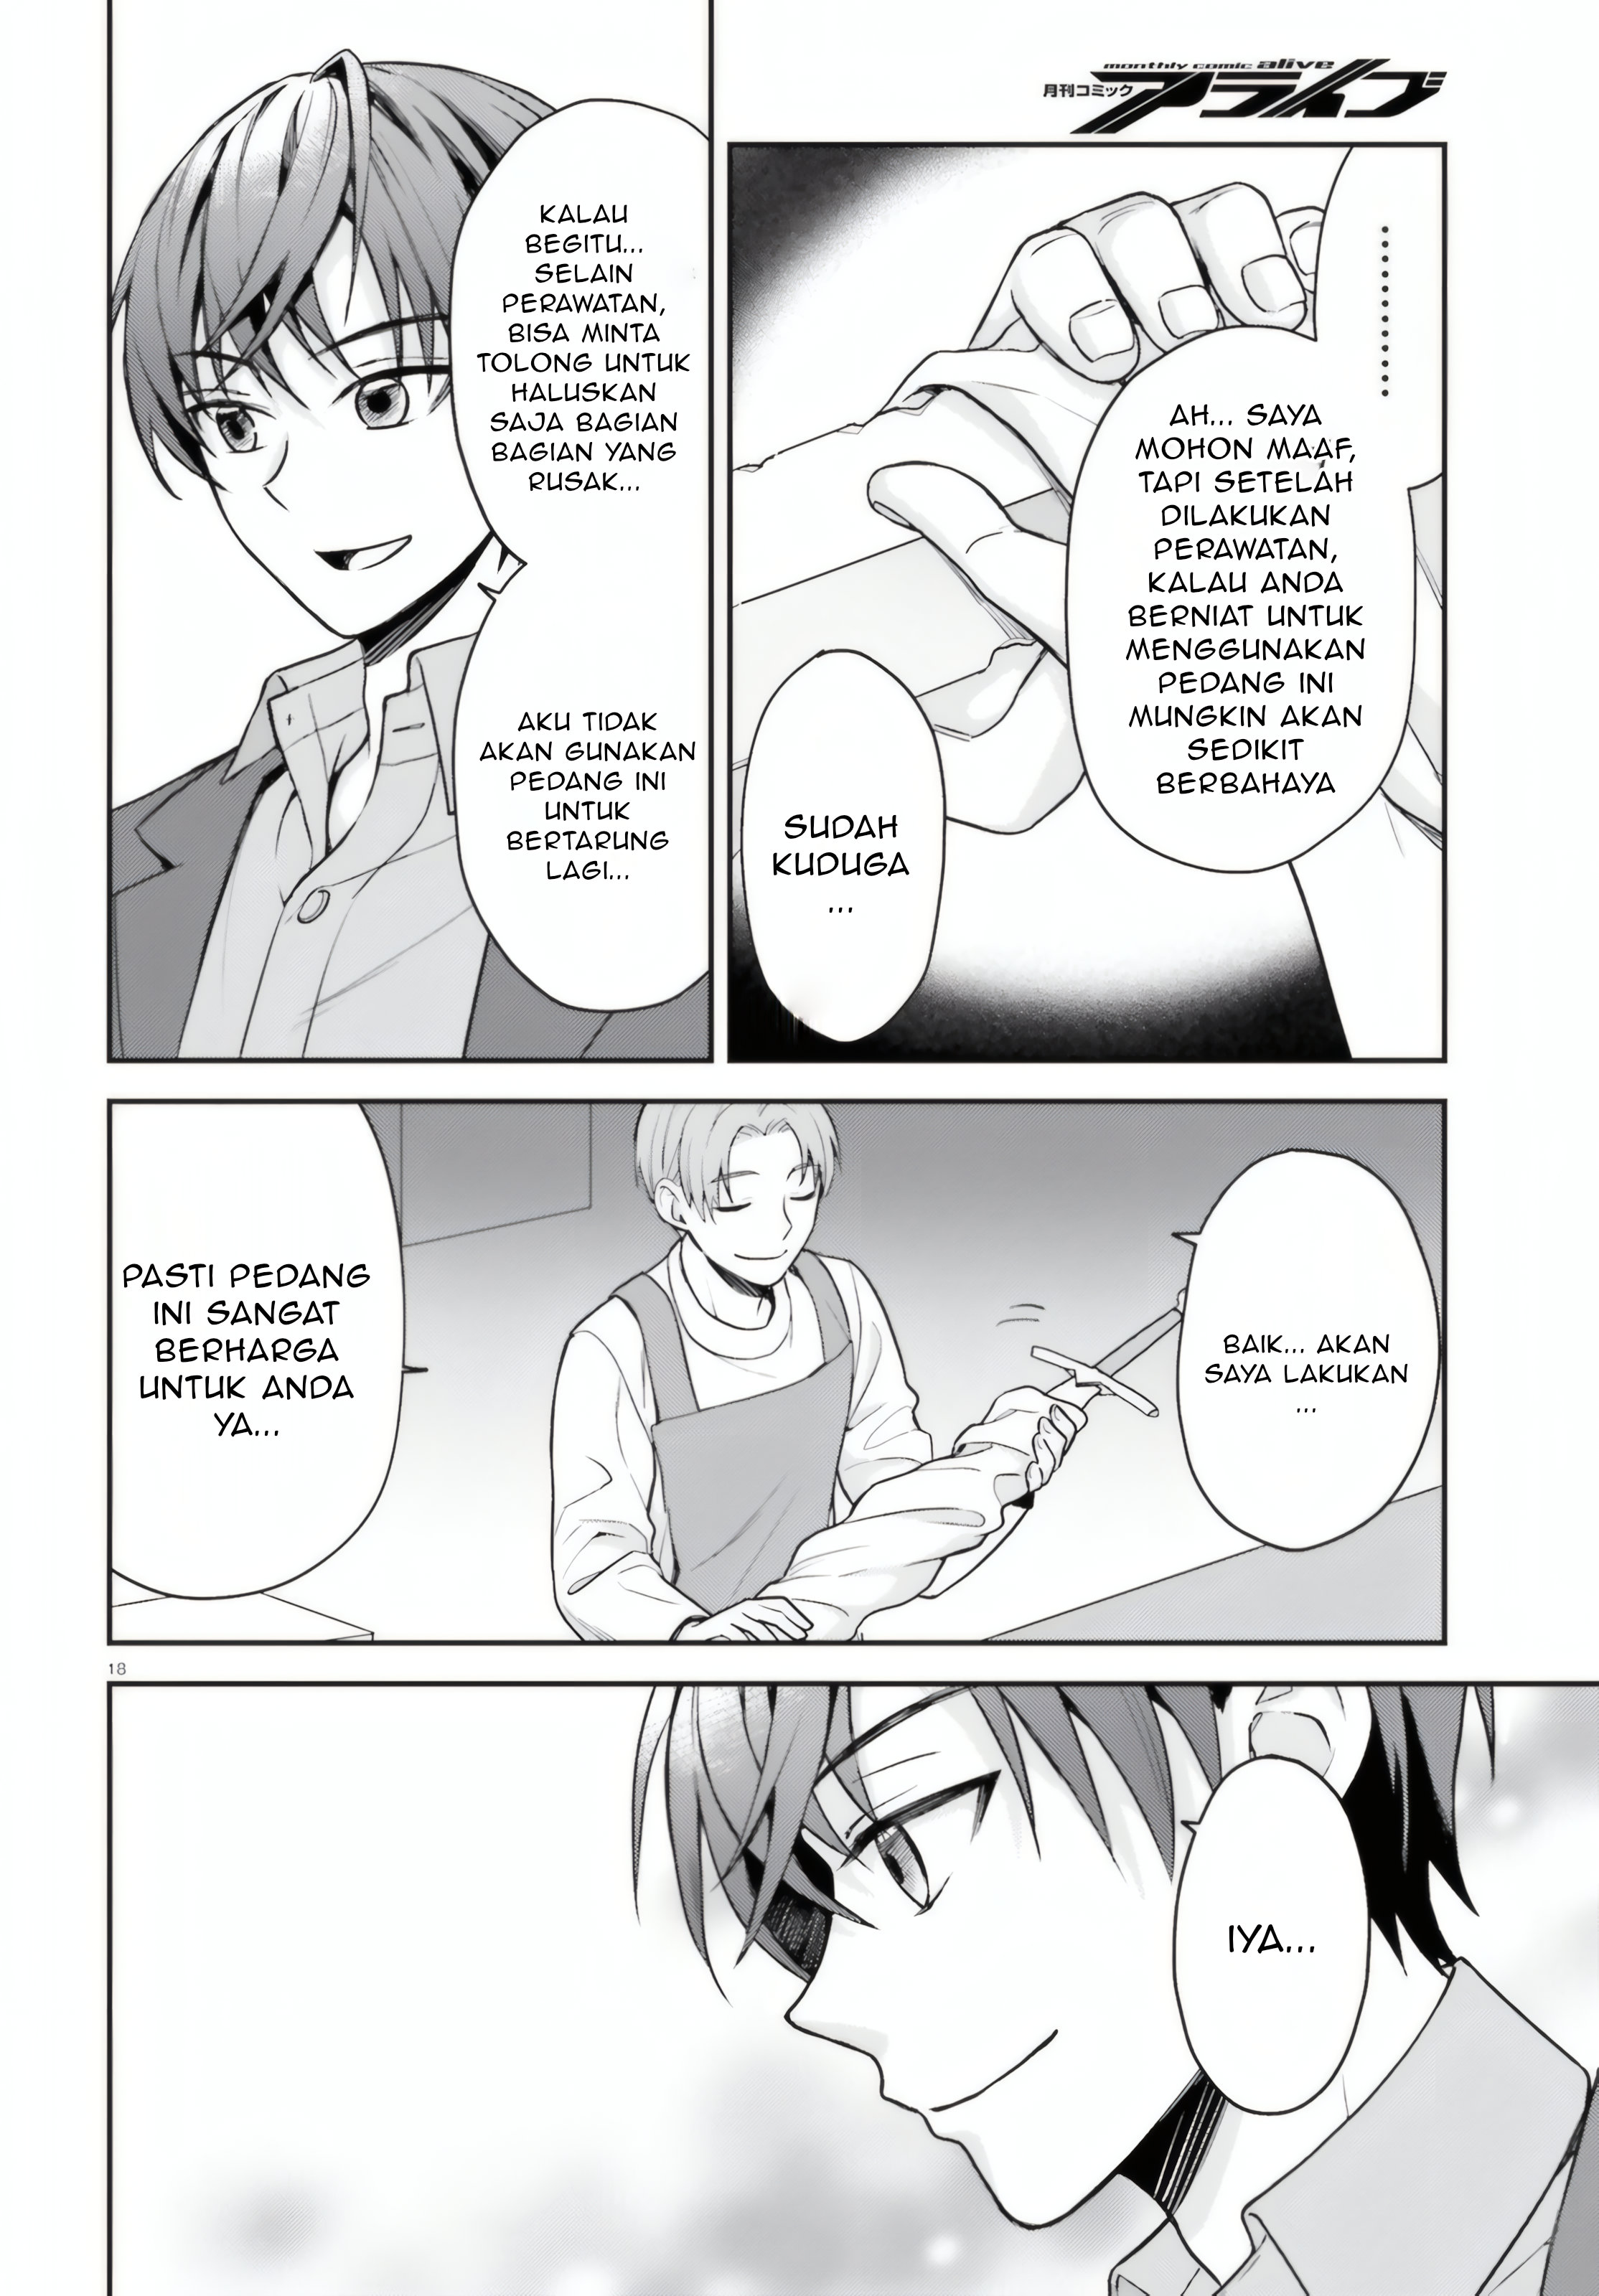 monthly comic alive
月刊コミック アライブ
.........
AH... SAYA
MOHON MAAF,
TAPI SETELAH
DILAKUKAN
PERAWATAN,
KALAU ANDA
BERNIAT UNTUK
MENGGUNAKAN
PEDANG INI
MUNGKIN AKAN
SEDIKIT
BERBAHAYA
SUDAH
KUDUGA
...
KALAU
BEGITU...
SELAIN
PERAWATAN,
BISA MINTA
TOLONG UNTUK
HALUSKAN
SAJA BAGIAN
BAGIAN YANG
RUSAK...
AKU TIDAK
AKAN GUNAKAN
PEDANG INI
UNTUK
BERTARUNG
LAGI...
BAIK... AKAN
SAYA LAKUKAN
...
PASTI PEDANG
INI SANGAT
BERHARGA
UNTUK ANDA
YA...
18
IYA...